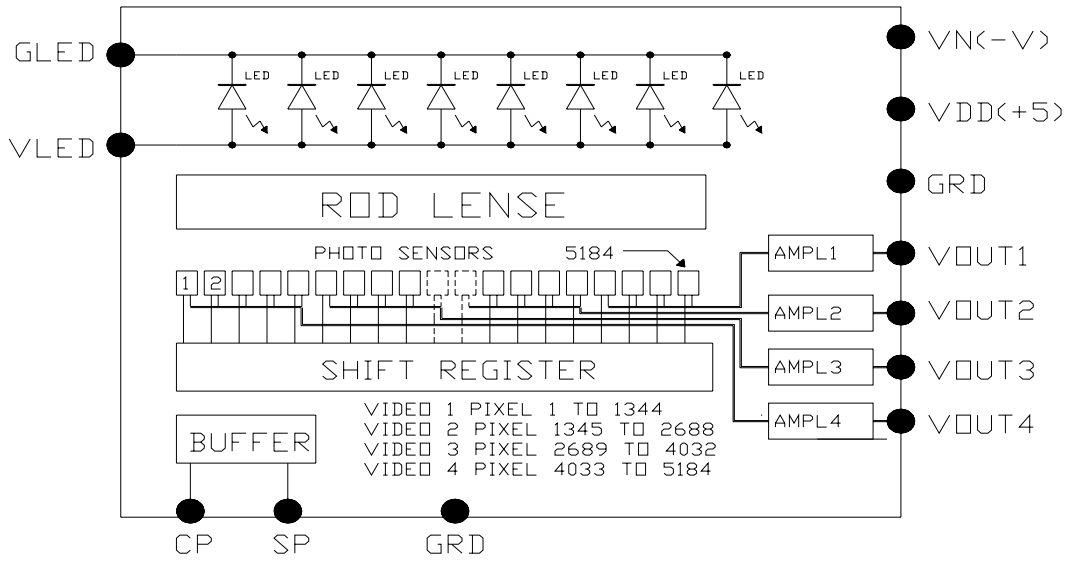 GLED
VN(-V)
LED LED LED LED LED LED LED LED
VDD(+5)
VLED
GRD
ROD LENSE
PHOTO SENSORS 5184
AMPL1 VOUT1
1 2
AMPL2 VOUT2
SHIFT REGISTER
AMPL3 VOUT3
VIDEO 1 PIXEL 1 TO 1344
VIDEO 2 PIXEL 1345 TO 2688
VIDEO 3 PIXEL 2689 TO 4032
VIDEO 4 PIXEL 4033 TO 5184
AMPL4 VOUT4
BUFFER
CP SP GRD